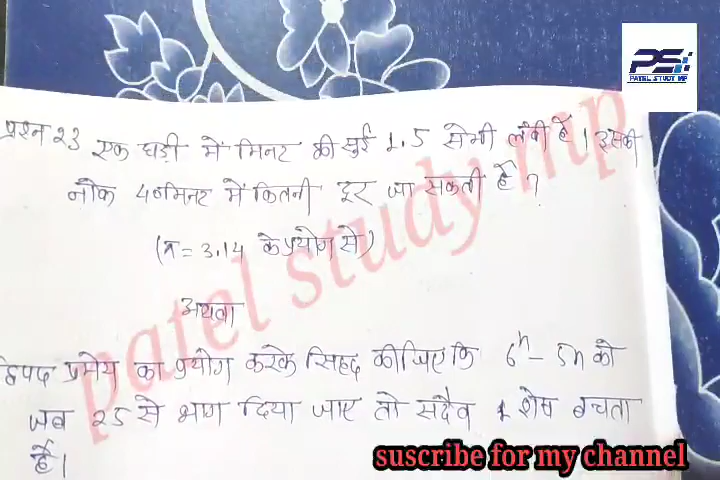 PS
PATEL STUDY MP
प्रश्न 23 एक घड़ी में मिनट की सुई 1.5 सेमी लंबी है। इसकी
नोंक 40 मिनट में कितनी दूर जा सकती है ?
(π = 3.14 के प्रयोग से)
अथवा
द्विपद प्रमेय का प्रयोग करके सिद्ध कीजिए कि 6ⁿ – 5n को
जब 25 से भाग दिया जाए तो सदैव 1 शेष बचता
है।
patel study mp
suscribe for my channel